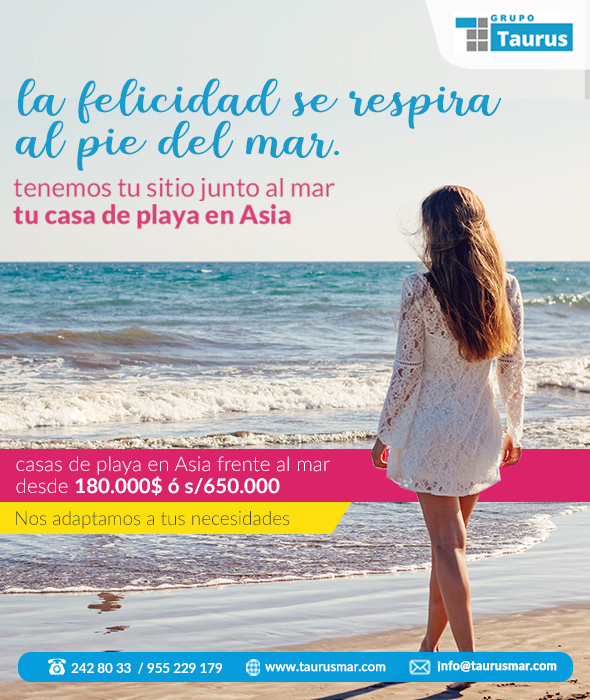 GRUPO
Taurus
la felicidad se respira
al pie del mar.
tenemos tu sitio junto al mar
tu casa de playa en Asia
casas de playa en Asia frente al mar
desde 180.000$ ó s/650.000
Nos adaptamos a tus necesidades
242 80 33 / 955 229 179 www.taurusmar.com info@taurusmar.com